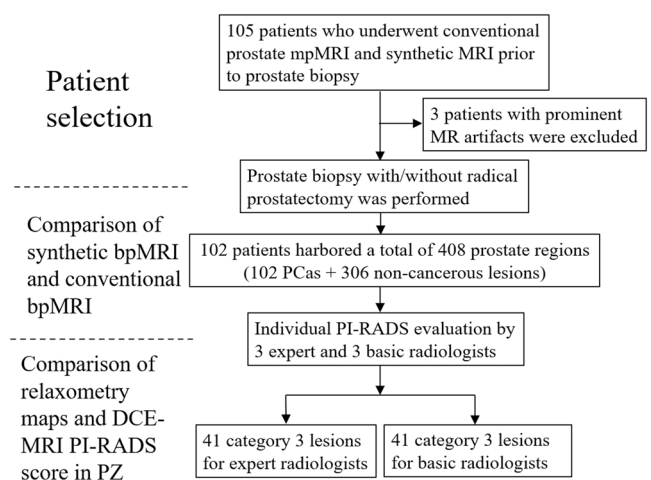 105 patients who underwent conventional
prostate mpMRI and synthetic MRI prior
to prostate biopsy
Patient
selection
3 patients with prominent
MR artifacts were excluded
Prostate biopsy with/without radical
prostatectomy was performed
Comparison of
synthetic bpMRI
and conventional
bpMRI
102 patients harbored a total of 408 prostate regions
(102 PCas + 306 non-cancerous lesions)
Individual PI-RADS evaluation by
3 expert and 3 basic radiologists
Comparison of
relaxometry
maps and DCE-
MRI PI-RADS
score in PZ
41 category 3 lesions
for expert radiologists
41 category 3 lesions
for basic radiologists